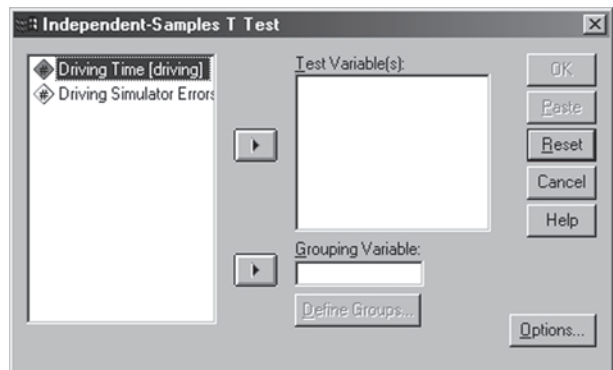 Independent-Samples T Test
Driving Time [driving]
Driving Simulator Errors
Test Variable(s):
Grouping Variable:
Define Groups...
OK
Paste
Reset
Cancel
Help
Options...